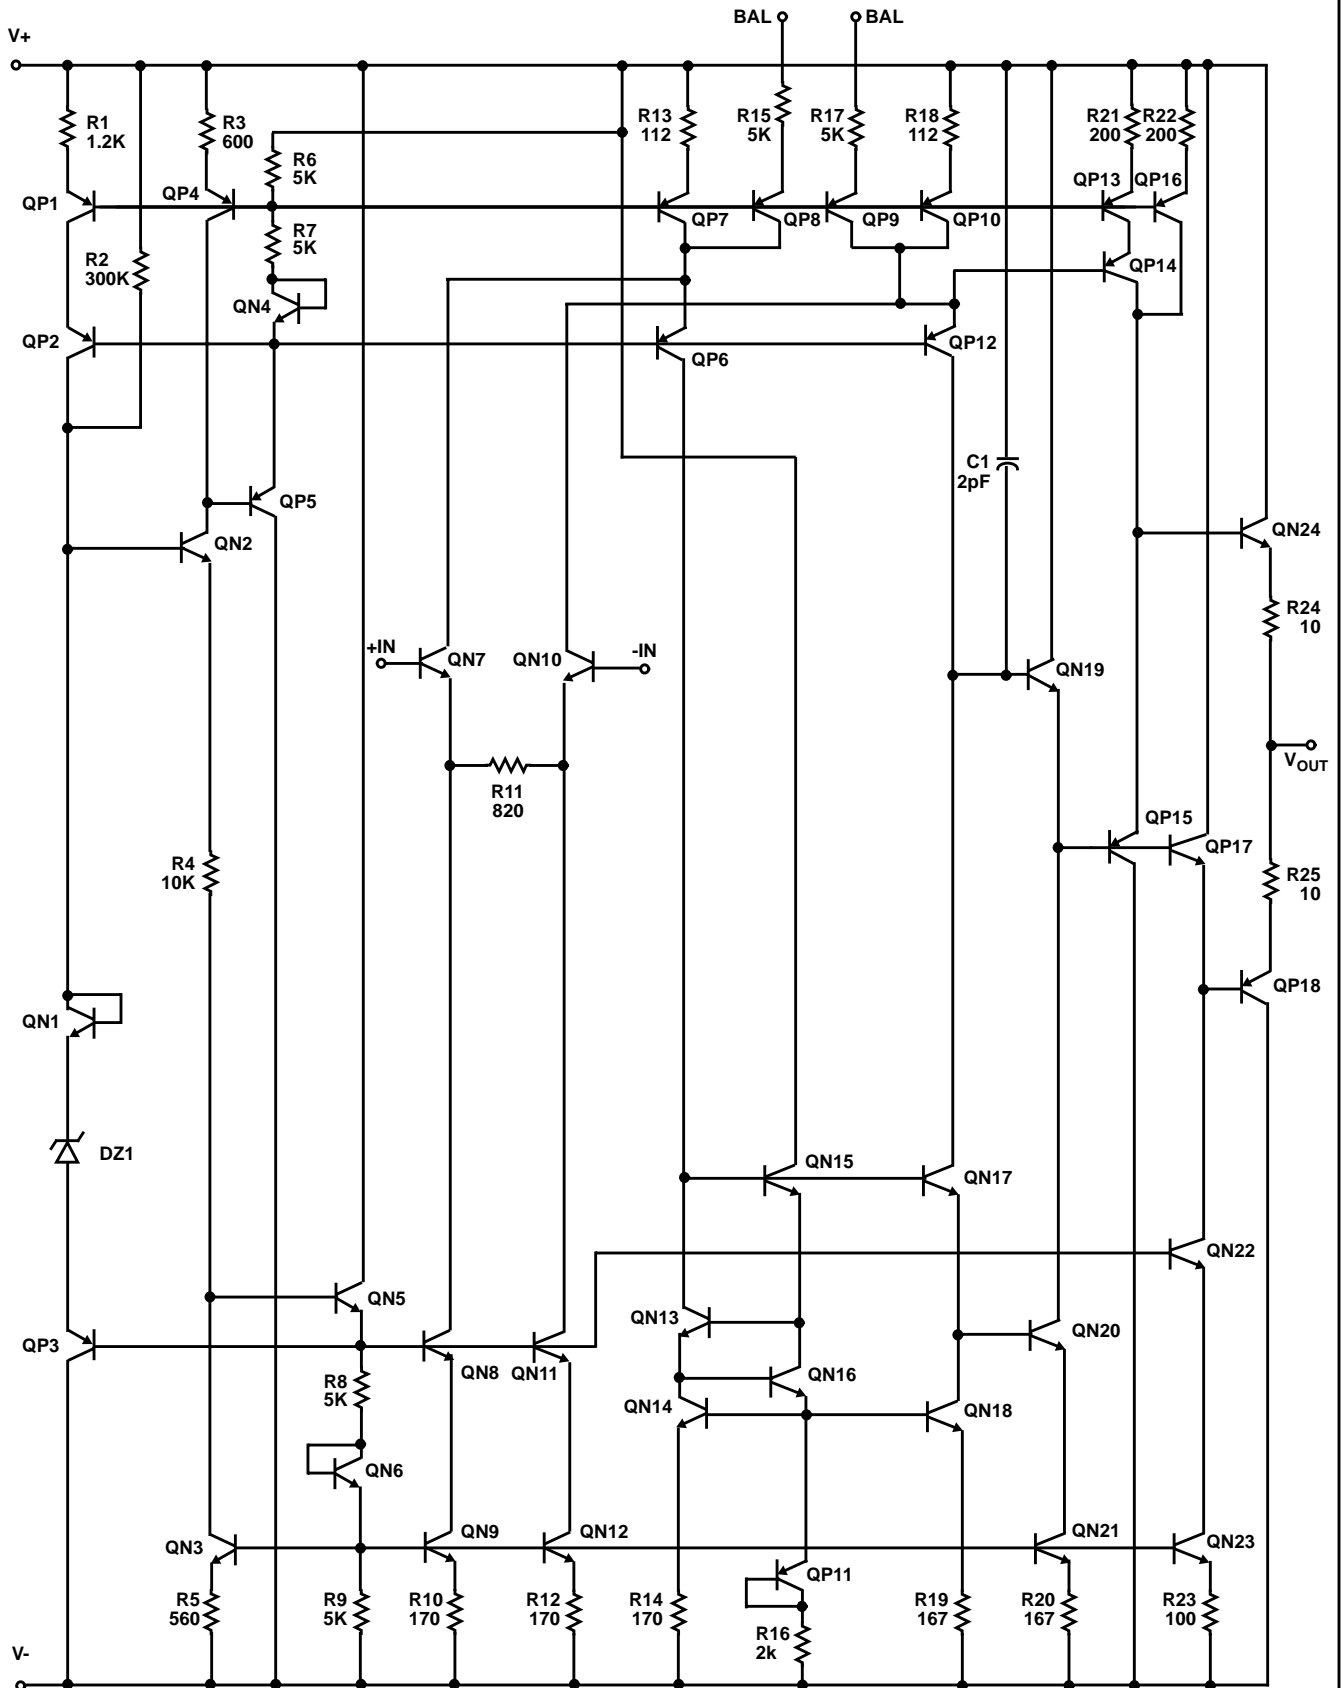 BAL
BAL
V+
R1
1.2K
R3
600
R13
112
R15
5K
R17
5K
R18
112
R21
200
R22
200
R6
5K
QP1
QP4
QP7
QP8
QP9
QP10
QP13
QP16
R7
5K
R2
300K
QN4
QP14
QP2
QP6
QP12
C1
2pF
QP5
QN2
QN24
R24
10
+IN
QN7
QN10
-IN
QN19
VOUT
R11
820
QP15
QP17
R4
10K
R25
10
QP18
QN1
DZ1
QN15
QN17
QN22
QN5
QN13
QN20
QP3
QN8
QN11
R8
5K
QN16
QN14
QN18
QN6
QN3
QN9
QN12
QN21
QN23
QP11
R5
560
R9
5K
R10
170
R12
170
R14
170
R16
2k
R19
167
R20
167
R23
100
V-